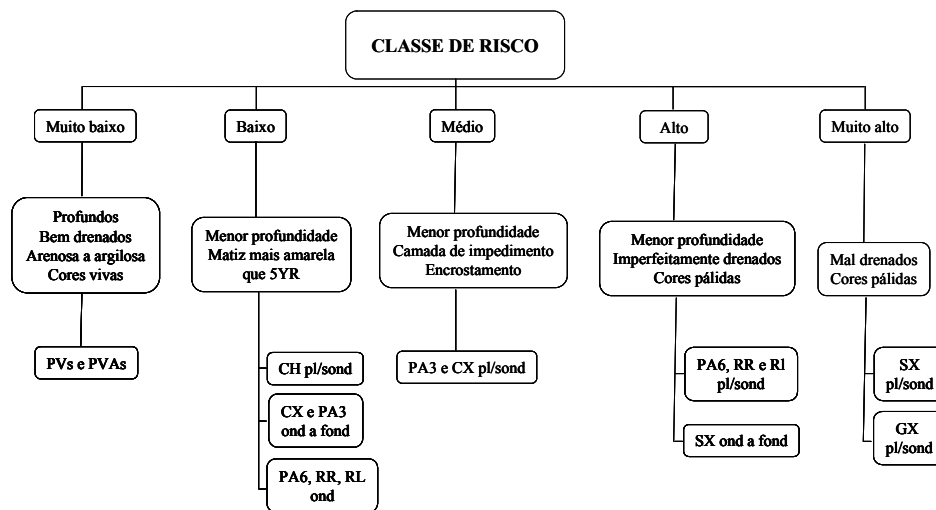 CLASSE DE RISCO
Muito baixo
Baixo
Médio
Alto
Muito alto
Profundos
Bem drenados
Arenosa a argilosa
Cores vivas
Menor profundidade
Matiz mais amarela
que 5YR
Menor profundidade
Camada de impedimento
Encrostamento
Menor profundidade
Imperfeitamente drenados
Cores pálidas
Mal drenados
Cores pálidas
PVs e PVAs
CH pl/sond
CX e PA3
ond a fond
PA6, RR, RL
ond
PA3 e CX pl/sond
PA6, RR e Rl
pl/sond
SX ond a fond
SX
pl/sond
GX
pl/sond